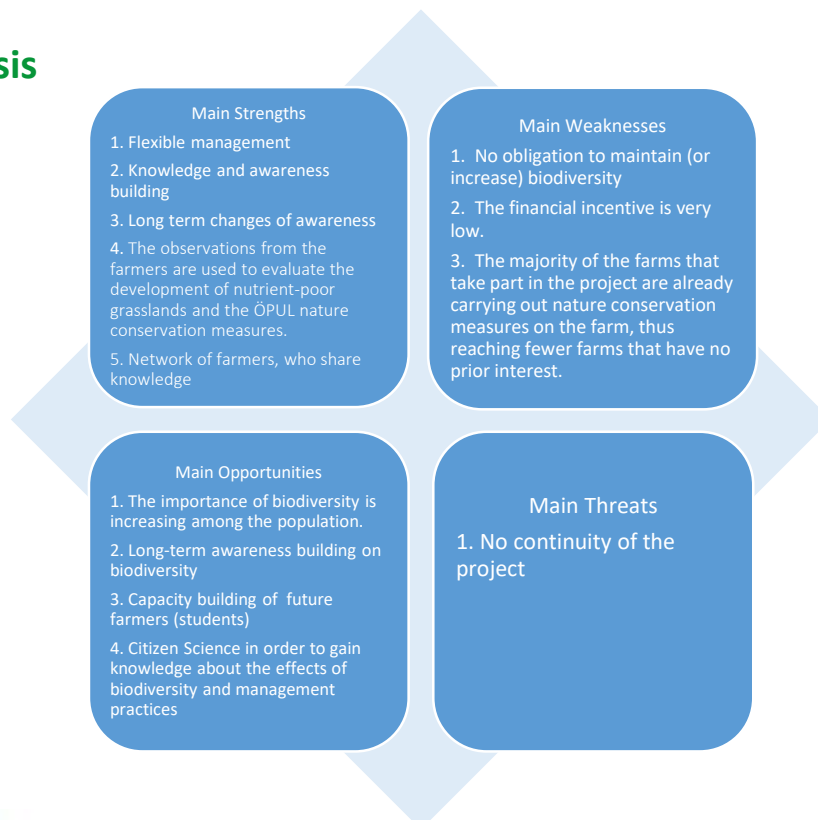 sis
Main Strengths
1. Flexible management
2. Knowledge and awareness
building
3. Long term changes of awareness
4. The observations from the
farmers are used to evaluate the
development of nutrient-poor
grasslands and the ÖPUL nature
conservation measures.
5. Network of farmers, who share
knowledge
Main Weaknesses
1. No obligation to maintain (or
increase) biodiversity
2. The financial incentive is very
low.
3. The majority of the farms that
take part in the project are already
carrying out nature conservation
measures on the farm, thus
reaching fewer farms that have no
prior interest.
Main Opportunities
1. The importance of biodiversity is
increasing among the population.
2. Long-term awareness building on
biodiversity
3. Capacity building of future
farmers (students)
4. Citizen Science in order to gain
knowledge about the effects of
biodiversity and management
practices
Main Threats
1. No continuity of the
project